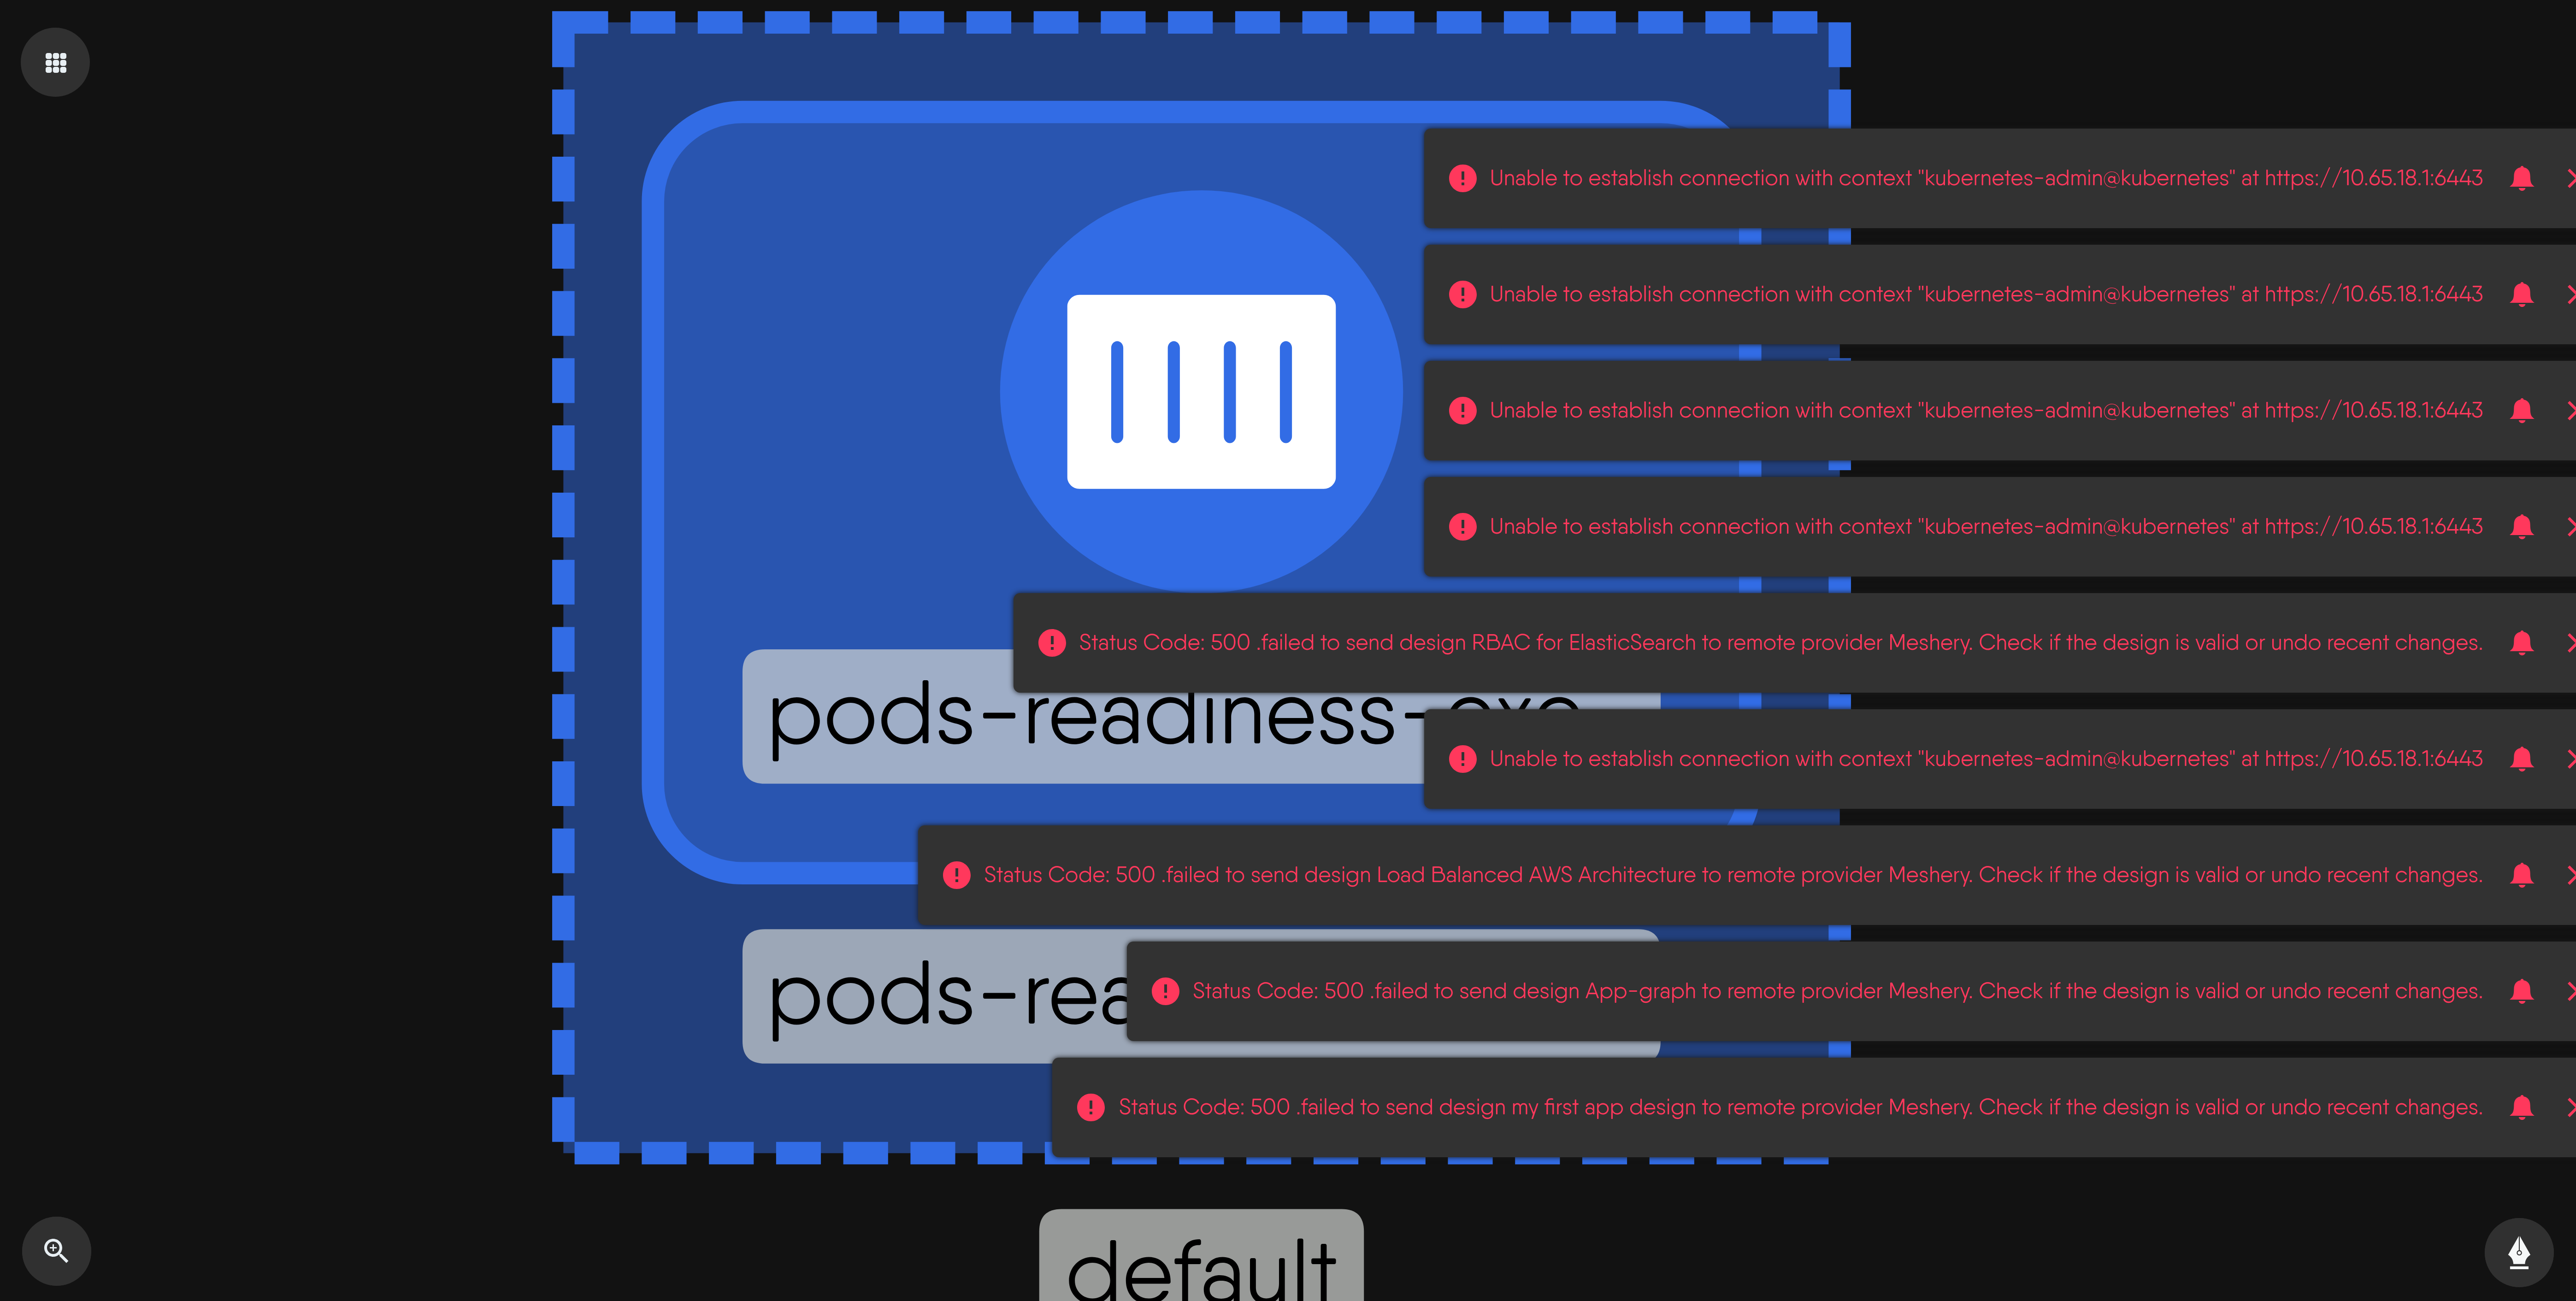 Unable to establish connection with context "kubernetes-admin@kubernetes" at https://10.65.18.1:6443
Unable to establish connection with context "kubernetes-admin@kubernetes" at https://10.65.18.1:6443
Unable to establish connection with context "kubernetes-admin@kubernetes" at https://10.65.18.1:6443
Unable to establish connection with context "kubernetes-admin@kubernetes" at https://10.65.18.1:6443
Status Code: 500 .failed to send design RBAC for ElasticSearch to remote provider Meshery. Check if the design is valid or undo recent changes.
pods-readiness-exe
Unable to establish connection with context "kubernetes-admin@kubernetes" at https://10.65.18.1:6443
Status Code: 500 .failed to send design Load Balanced AWS Architecture to remote provider Meshery. Check if the design is valid or undo recent changes.
pods-rea
Status Code: 500 .failed to send design App-graph to remote provider Meshery. Check if the design is valid or undo recent changes.
Status Code: 500 .failed to send design my first app design to remote provider Meshery. Check if the design is valid or undo recent changes.
default